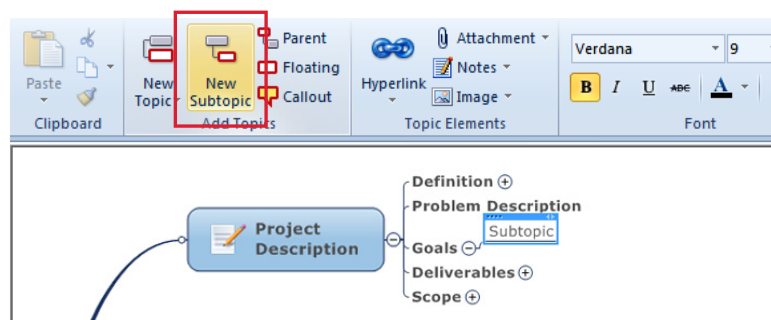 Parent
Attachment
Verdana
9
Floating
Notes
Paste
New Topic
New Subtopic
Callout
Hyperlink
Image
B I U ABC A
Clipboard
Add Topics
Topic Elements
Font
Definition
Problem Description
Subtopic
Project
Description
Goals
Deliverables
Scope